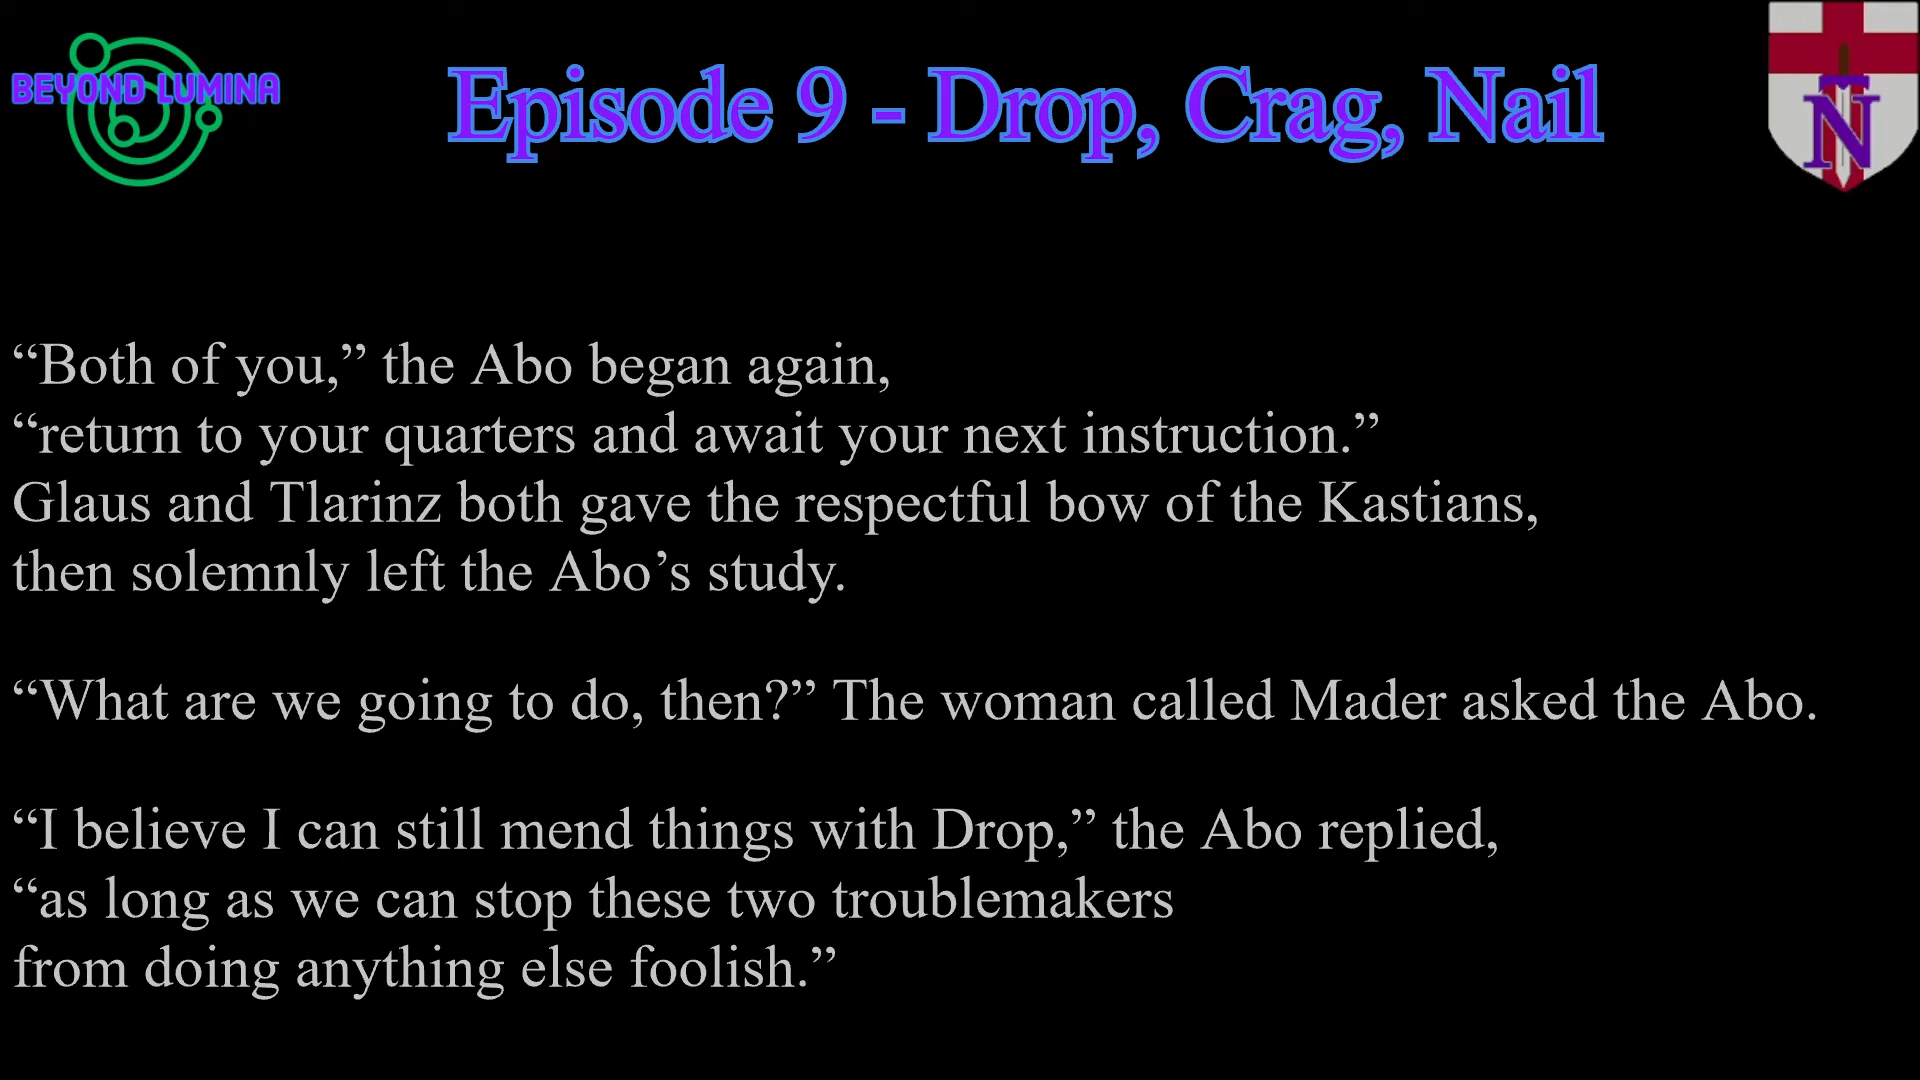 BEYOND LUMINA
Episode 9 - Drop, Crag, Nail
N
“Both of you,” the Abo began again,
“return to your quarters and await your next instruction.”
Glaus and Tlarinz both gave the respectful bow of the Kastians,
then solemnly left the Abo’s study.
“What are we going to do, then?” The woman called Mader asked the Abo.
“I believe I can still mend things with Drop,” the Abo replied,
“as long as we can stop these two troublemakers
from doing anything else foolish.”